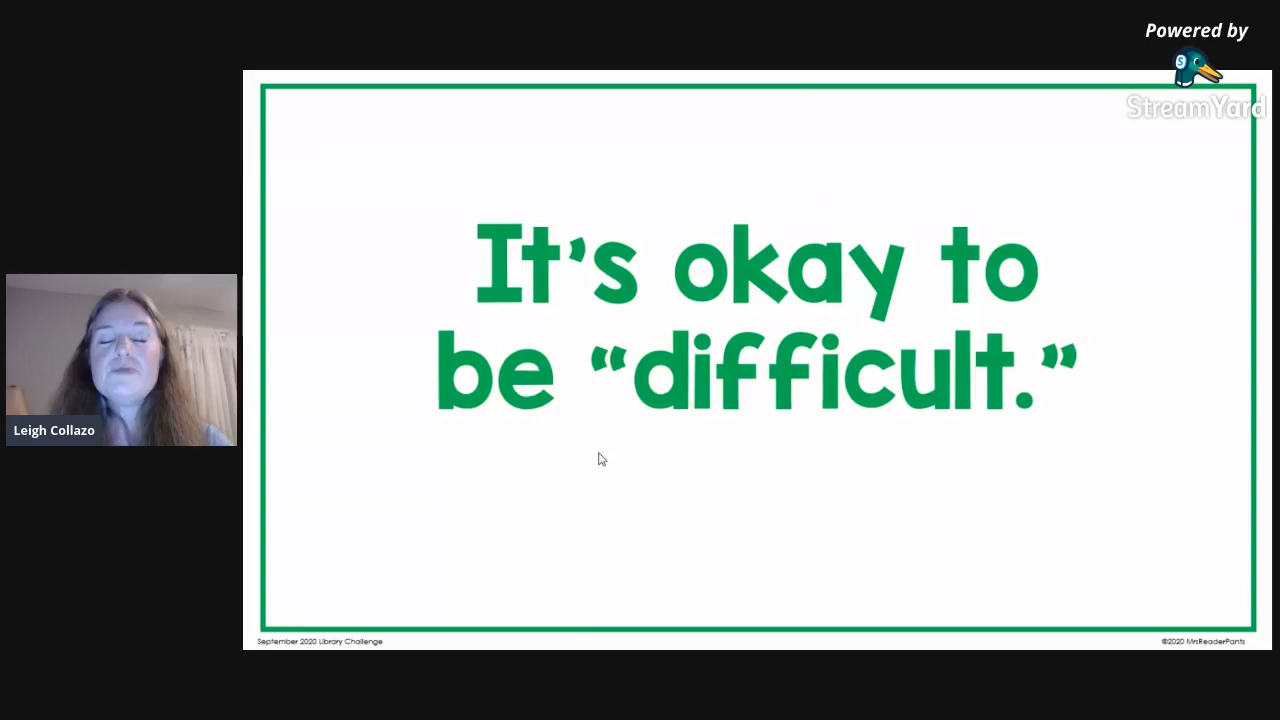 Powered by
StreamYard
It's okay to
be “difficult.”
Leigh Collazo
September 2020 Library Challenge
©2020 MrsReaderPants